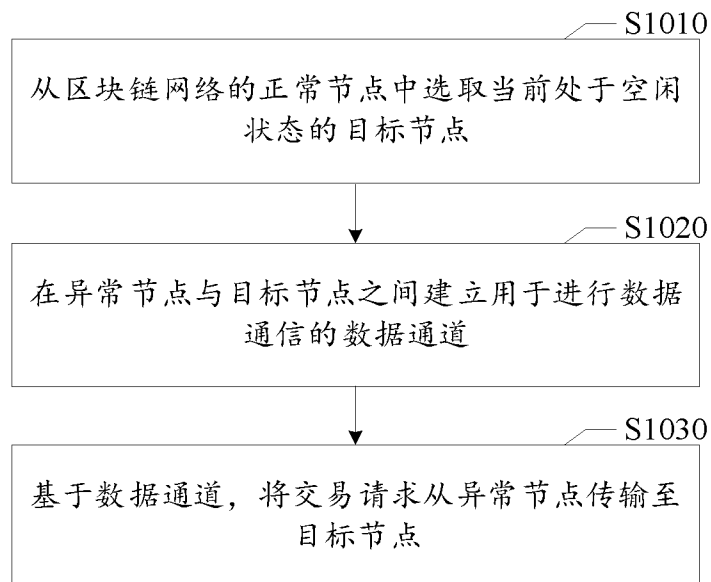 S1010
从区块链网络的正常节点中选取当前处于空闲
状态的目标节点
S1020
在异常节点与目标节点之间建立用于进行数据
通信的数据通道
S1030
基于数据通道，将交易请求从异常节点传输至
目标节点